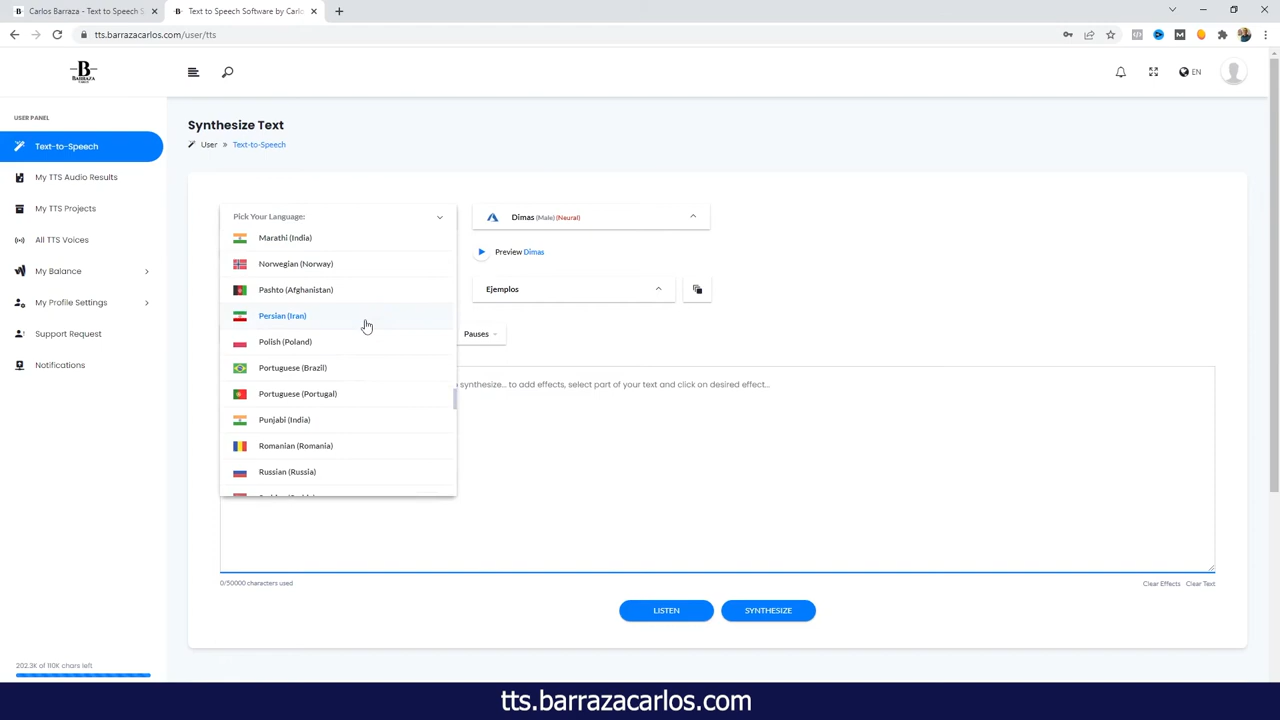 Carlos Barraza - Text to Speech S
Text to Speech Software by Carlo
tts.barrazacarlos.com/user/tts
B
BARRAZA
CARLOS
EN
USER PANEL
Text-to-Speech
My TTS Audio Results
My TTS Projects
All TTS Voices
My Balance
My Profile Settings
Support Request
Notifications
202.3K of 110K chars left
Synthesize Text
User » Text-to-Speech
Pick Your Language:
Marathi (India)
Norwegian (Norway)
Pashto (Afghanistan)
Persian (Iran)
Polish (Poland)
Portuguese (Brazil)
Portuguese (Portugal)
Punjabi (India)
Romanian (Romania)
Russian (Russia)
Dimas (Male) (Neural)
Preview Dimas
Ejemplos
Pauses
synthesize... to add effects, select part of your text and click on desired effect...
0/50000 characters used
Clear Effects Clear Text
LISTEN
SYNTHESIZE
tts.barrazacarlos.com